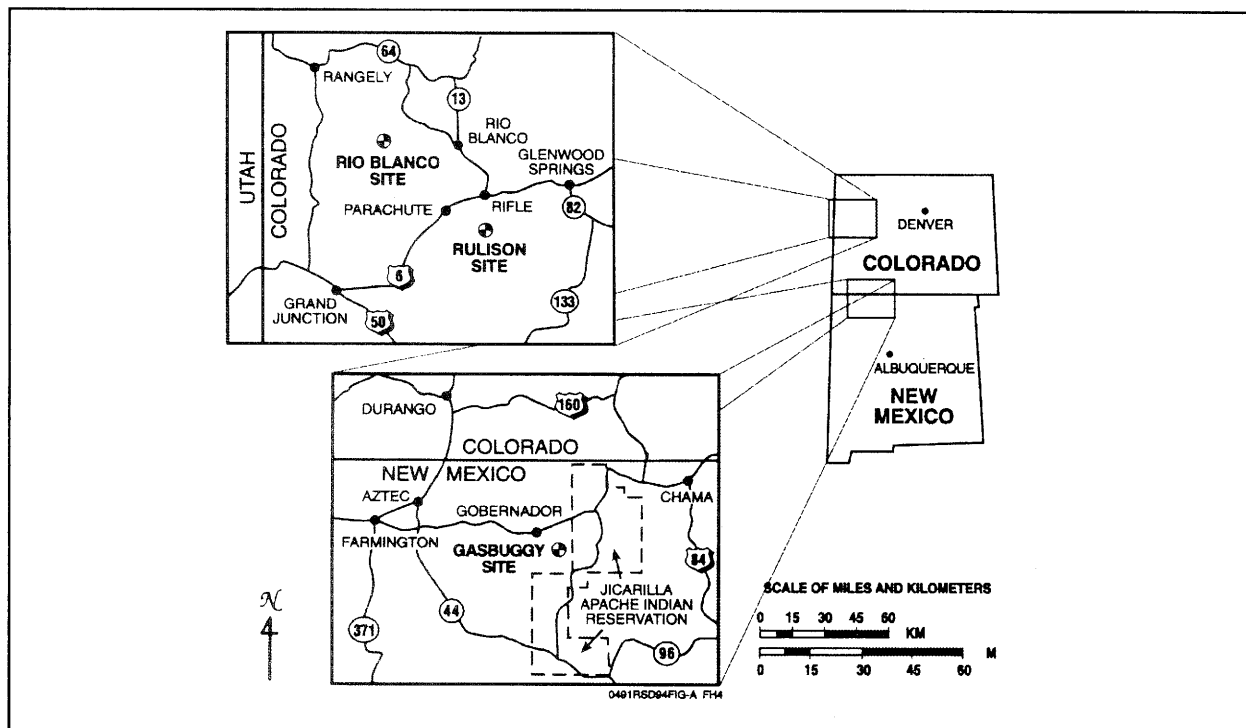 64
RANGELY
13
RIO
BLANCO
RIO BLANCO
SITE
GLENWOOD
SPRINGS
UTAH
COLORADO
PARACHUTE
RIFLE
82
RULISON
SITE
6
GRAND
JUNCTION
50
133
DENVER
COLORADO
ALBUQUERQUE
NEW
MEXICO
DURANGO
160
COLORADO
NEW MEXICO
AZTEC
GOBERNADOR
CHAMA
FARMINGTON
GASBUGGY
SITE
84
JICARILLA
APACHE INDIAN
RESERVATION
44
371
96
N
SCALE OF MILES AND KILOMETERS
0 15 30 45 60
KM
M
0 15 30 45 60
0491RSD94FIG-A FH4